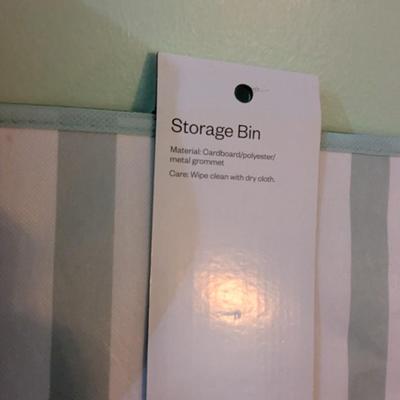 Storage Bin
Material: Cardboard/polyester/
metal grommet
Care: Wipe clean with dry cloth.